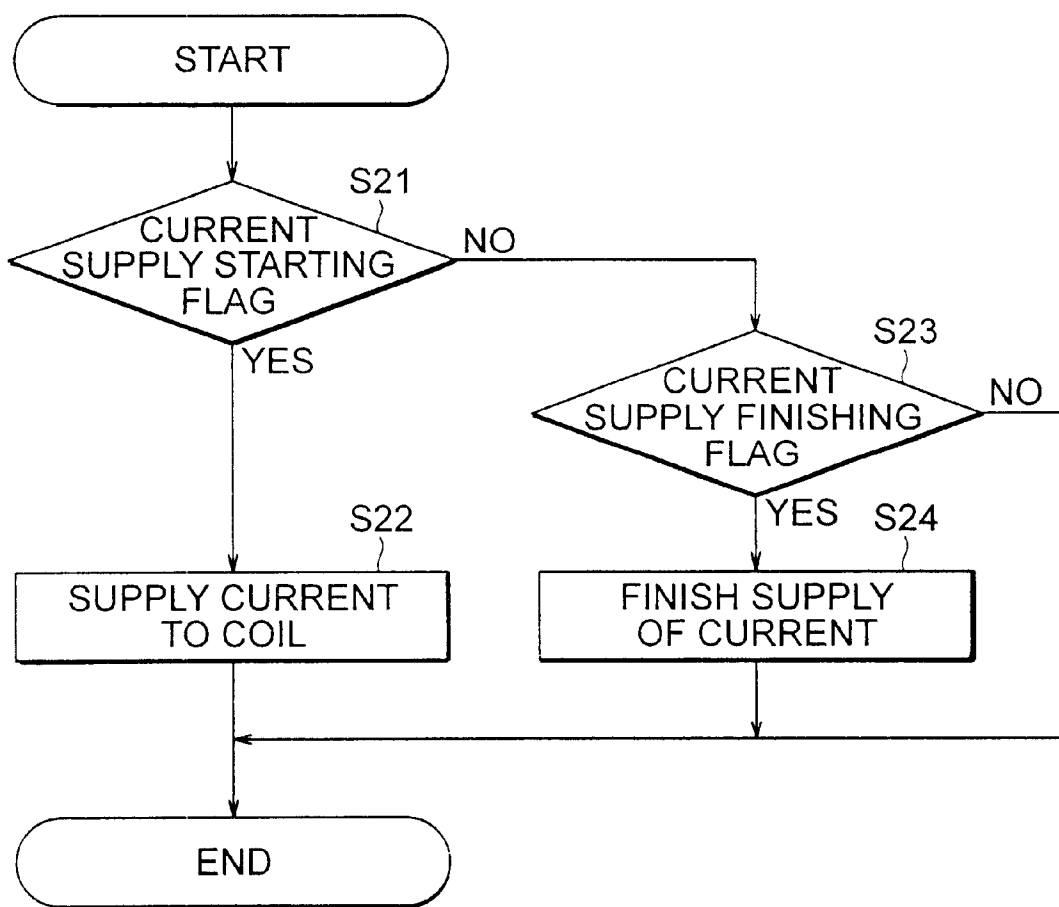 START
S21
CURRENT
SUPPLY STARTING
FLAG
NO
YES
S23
CURRENT
SUPPLY FINISHING
FLAG
NO
YES
S22
SUPPLY CURRENT
TO COIL
S24
FINISH SUPPLY
OF CURRENT
END